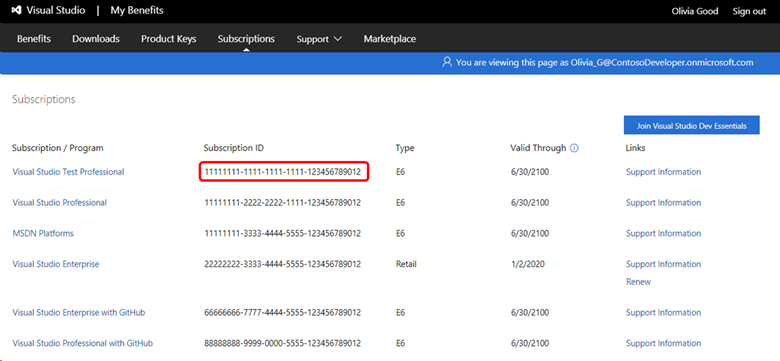 Visual Studio | My Benefits Olivia Good Sign out
Benefits Downloads Product Keys Subscriptions Support Marketplace
You are viewing this page as Olivia_G@ContosoDeveloper.onmicrosoft.com
Subscriptions
Join Visual Studio Dev Essentials
Subscription / Program Subscription ID Type Valid Through Links
Visual Studio Test Professional 11111111-1111-1111-1111-123456789012 E6 6/30/2100 Support Information
Visual Studio Professional 11111111-2222-2222-1111-123456789012 E6 6/30/2100 Support Information
MSDN Platforms 11111111-3333-4444-5555-123456789012 E6 6/30/2100 Support Information
Visual Studio Enterprise 22222222-3333-4444-5555-123456789012 Retail 1/2/2020 Support Information
Renew
Visual Studio Enterprise with GitHub 66666666-7777-4444-5555-123456789012 E6 6/30/2100 Support Information
Visual Studio Professional with GitHub 88888888-9999-0000-5555-123456789012 E6 6/30/2100 Support Information